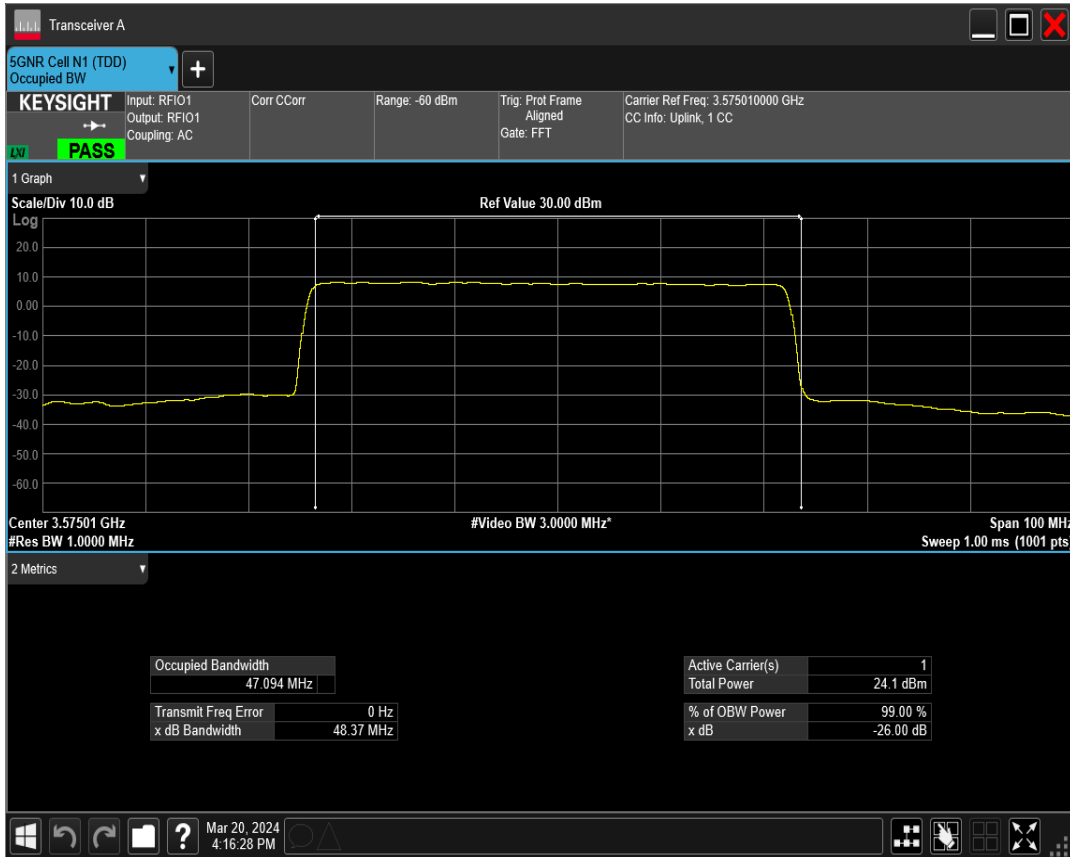 Transceiver A
5GNR Cell N1 (TDD)
Occupied BW
+
KEYSIGHT
LXI
PASS
Input: RFIO1
Output: RFIO1
Coupling: AC
Corr CCorr
Range: -60 dBm
Trig: Prot Frame
Aligned
Gate: FFT
Carrier Ref Freq: 3.575010000 GHz
CC Info: Uplink, 1 CC
1 Graph
Scale/Div 10.0 dB
Ref Value 30.00 dBm
Log
20.0
10.0
0.00
-10.0
-20.0
-30.0
-40.0
-50.0
-60.0
Center 3.57501 GHz
#Video BW 3.0000 MHz*
Span 100 MHz
#Res BW 1.0000 MHz
Sweep 1.00 ms (1001 pts)
2 Metrics
Occupied Bandwidth
47.094 MHz
Transmit Freq Error 0 Hz
x dB Bandwidth 48.37 MHz
Active Carrier(s) 1
Total Power 24.1 dBm
% of OBW Power 99.00 %
x dB -26.00 dB
?
Mar 20, 2024
4:16:28 PM